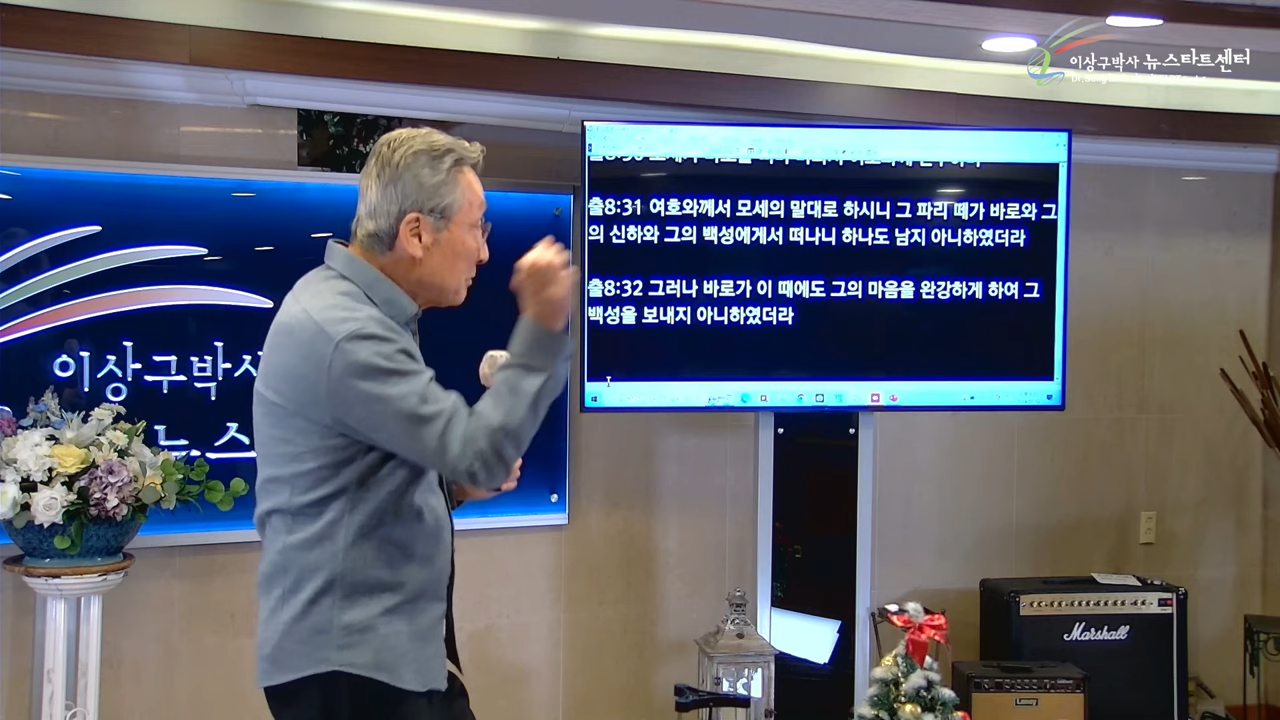 이상구박사 뉴스타트센터
출8:31 여호와께서 모세의 말대로 하시니 그 파리 떼가 바로와 그
의 신하와 그의 백성에게서 떠나니 하나도 남지 아니하였더라
출8:32 그러나 바로가 이 때에도 그의 마음을 완강하게 하여 그
백성을 보내지 아니하였더라
이상구박사
뉴스
Marshall
Laney